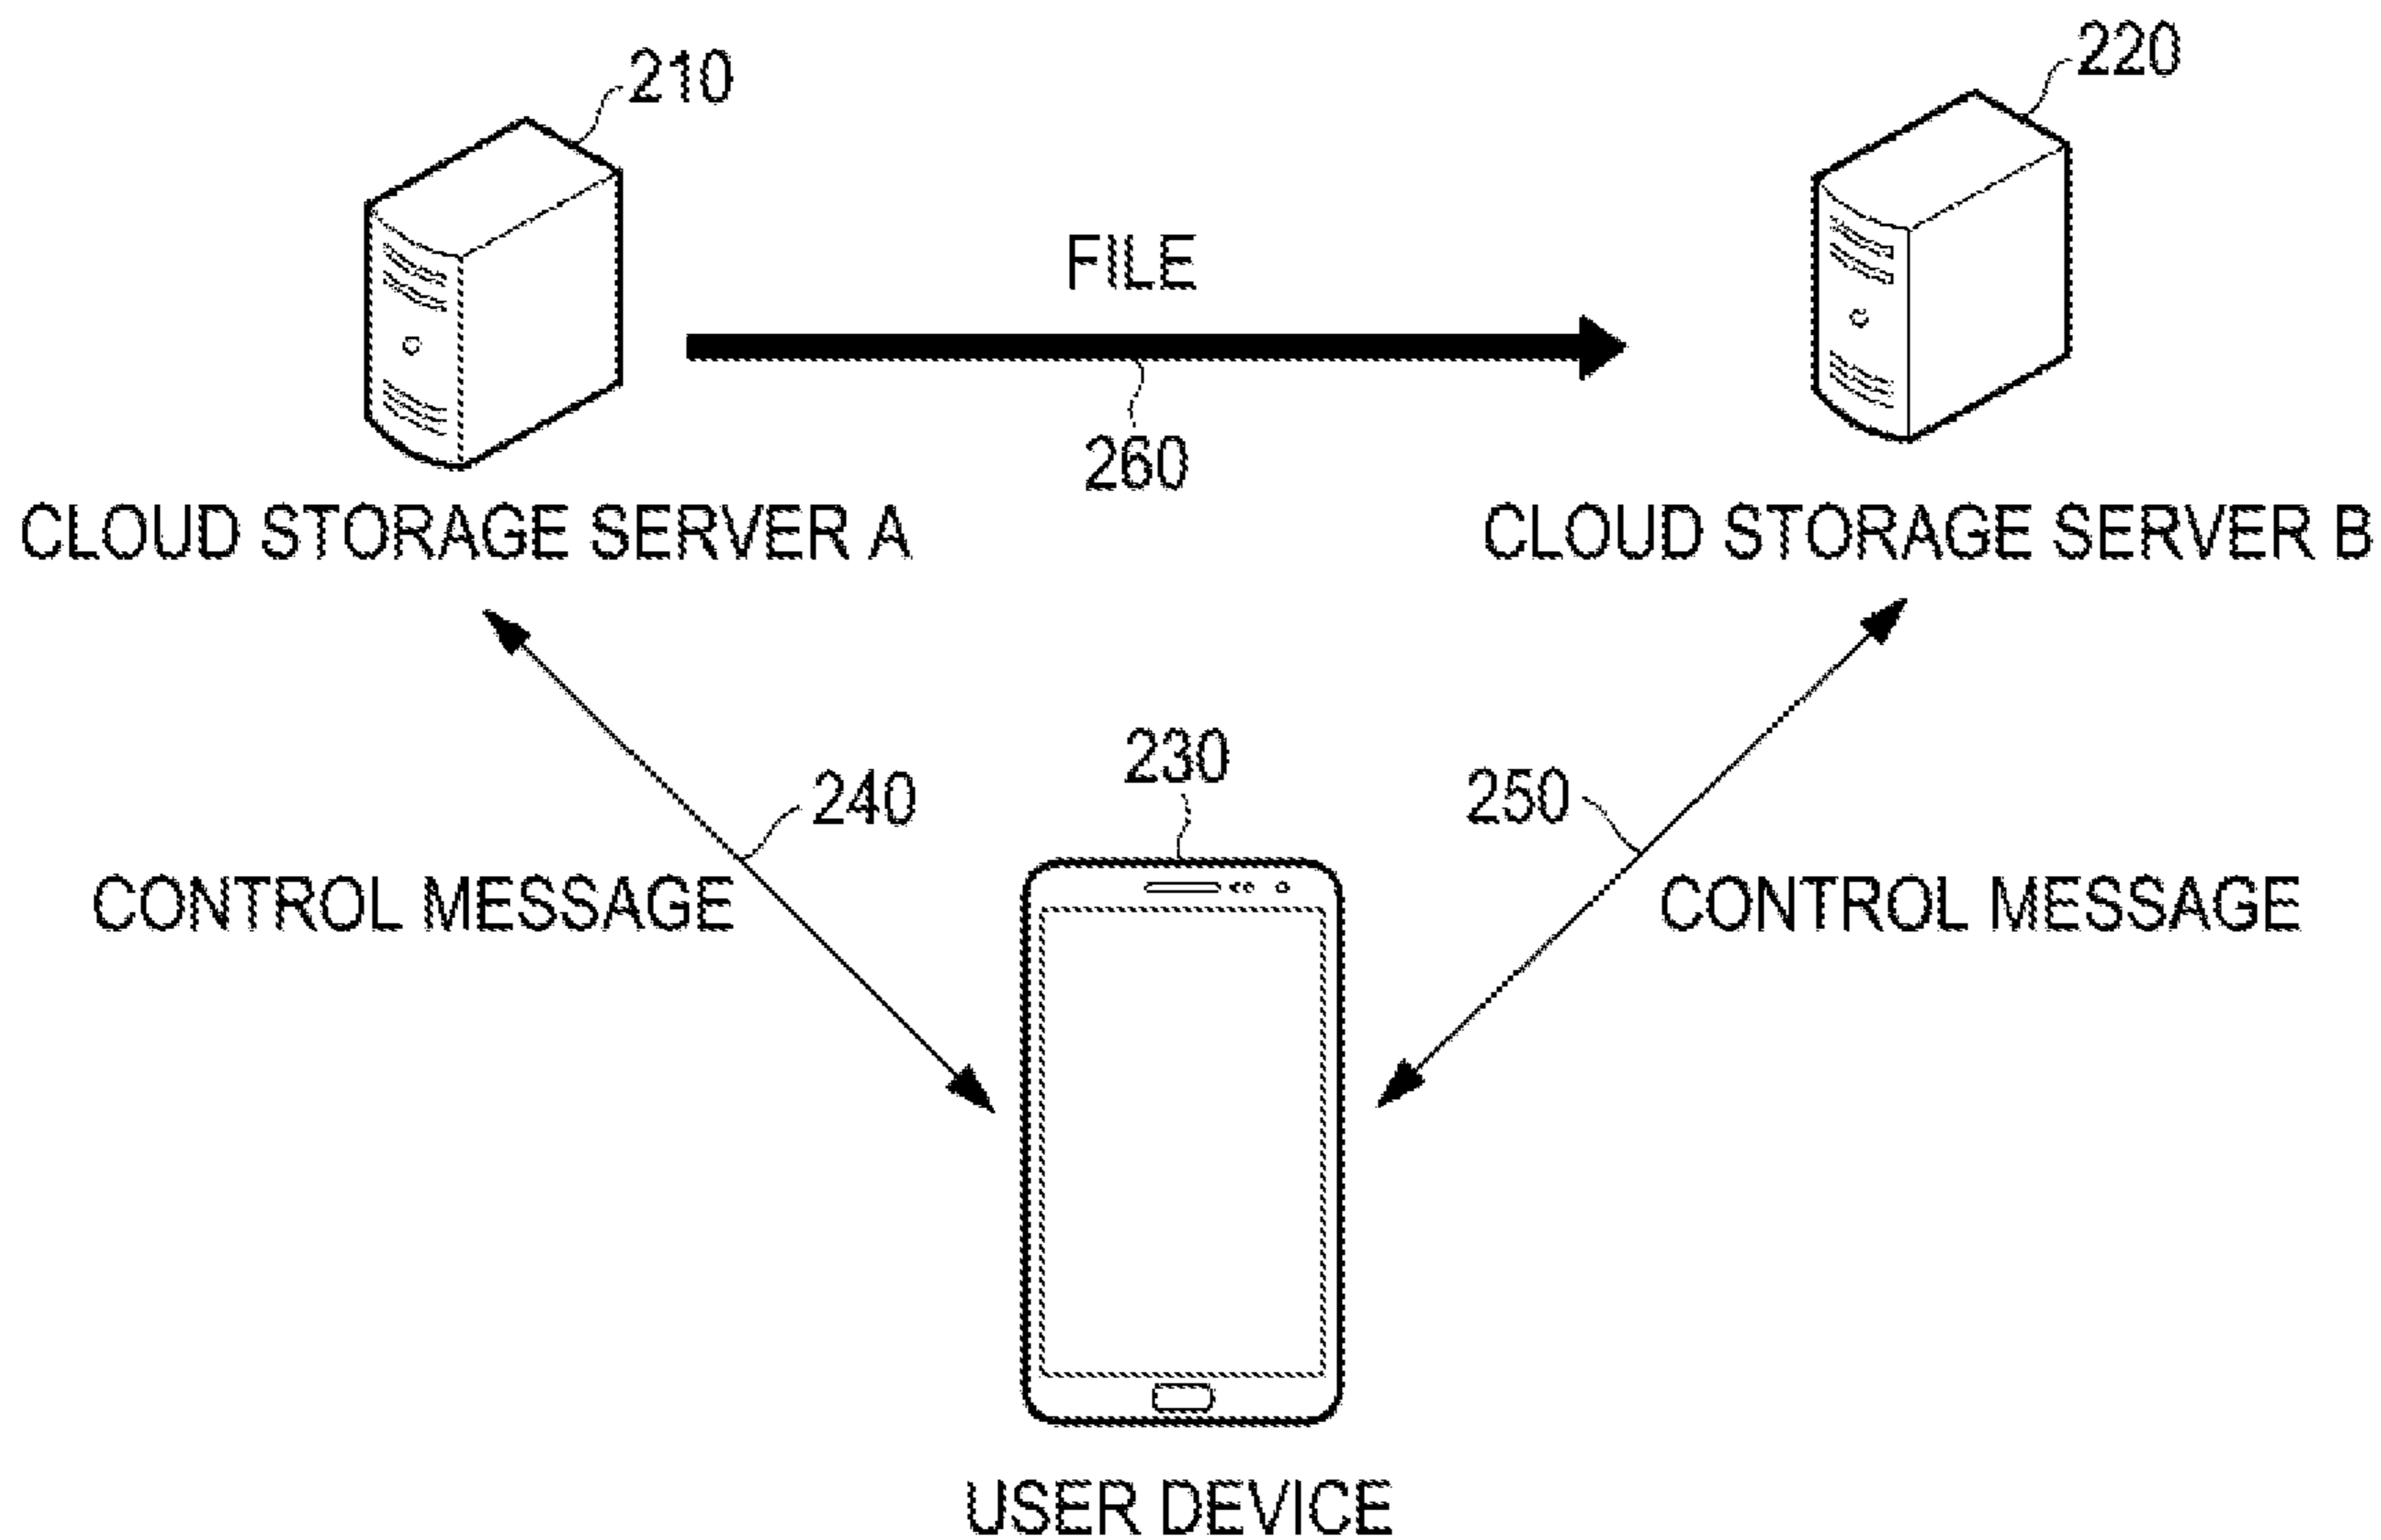 210
220
FILE
260
CLOUD STORAGE SERVER A
CLOUD STORAGE SERVER B
230
240
250
CONTROL MESSAGE
CONTROL MESSAGE
USER DEVICE